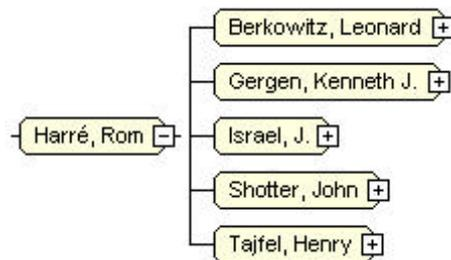 Berkowitz, Leonard
Gergen, Kenneth J.
Harré, Rom
Israel, J.
Shotter, John
Tajfel, Henry